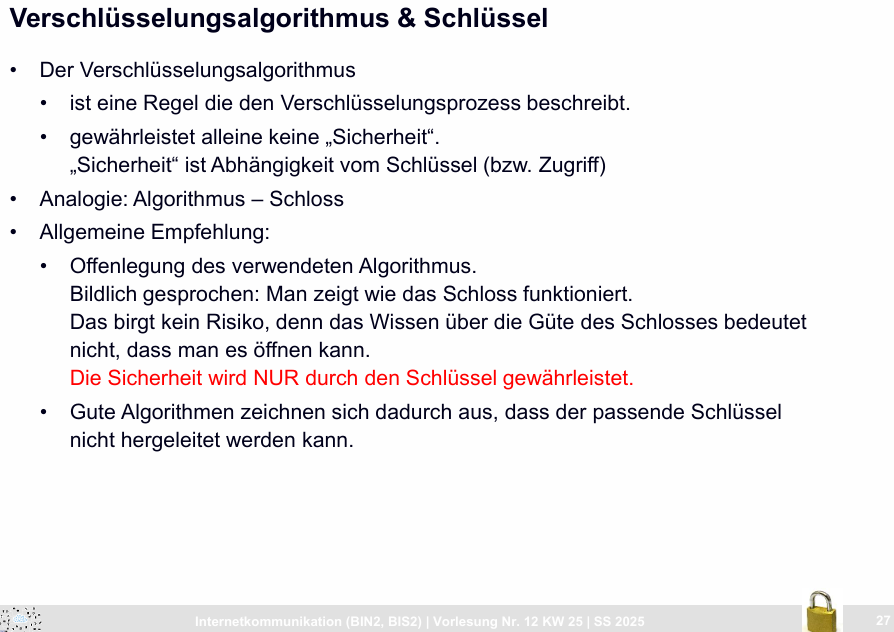 Verschlüsselungsalgorithmus & Schlüssel
• Der Verschlüsselungsalgorithmus
• ist eine Regel die den Verschlüsselungsprozess beschreibt.
• gewährleistet alleine keine „Sicherheit“.
„Sicherheit“ ist Abhängigkeit vom Schlüssel (bzw. Zugriff)
• Analogie: Algorithmus – Schloss
• Allgemeine Empfehlung:
• Offenlegung des verwendeten Algorithmus.
Bildlich gesprochen: Man zeigt wie das Schloss funktioniert.
Das birgt kein Risiko, denn das Wissen über die Güte des Schlosses bedeutet
nicht, dass man es öffnen kann.
Die Sicherheit wird NUR durch den Schlüssel gewährleistet.
• Gute Algorithmen zeichnen sich dadurch aus, dass der passende Schlüssel
nicht hergeleitet werden kann.
Internetkommunikation (BIN2, BIS2) | Vorlesung Nr. 12 KW 25 | SS 2025
27